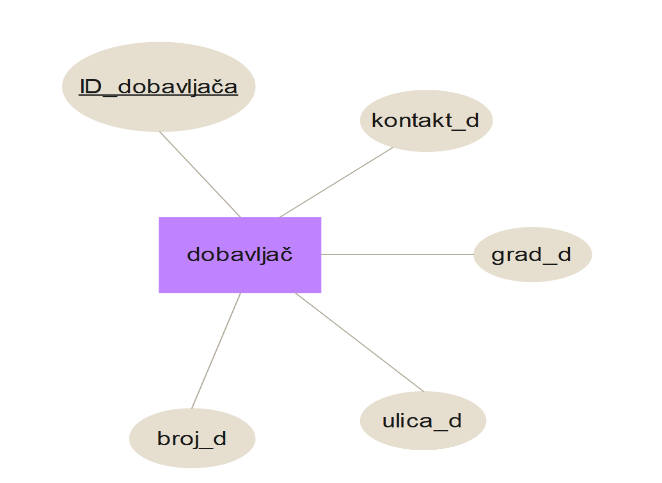 ID_dobavljača
kontakt_d
dobavljač
grad_d
ulica_d
broj_d